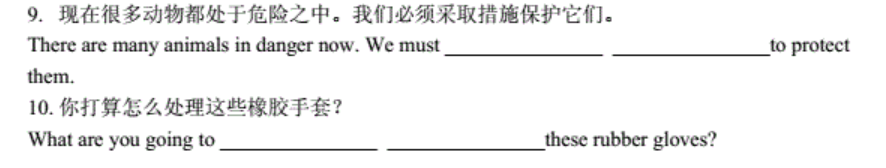 9. 现在很多动物都处于危险之中。我们必须采取措施保护它们。
There are many animals in danger now. We must ________________ ________________to protect
them.
10. 你打算怎么处理这些橡胶手套？
What are you going to ________________ ________________these rubber gloves?